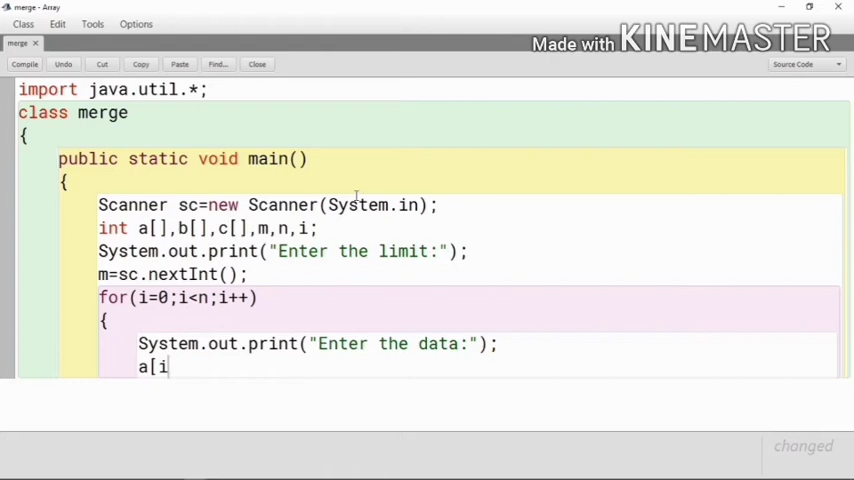 merge - Array
Class Edit Tools Options
merge ×
Made with KINEMASTER
Compile Undo Cut Copy Paste Find... Close Source Code
import java.util.*;
class merge
{
public static void main()
{
Scanner sc=new Scanner(System.in);
int a[],b[],c[],m,n,i;
System.out.print("Enter the limit:");
m=sc.nextInt();
for(i=0;i<n;i++)
{
System.out.print("Enter the data:");
a[i
changed